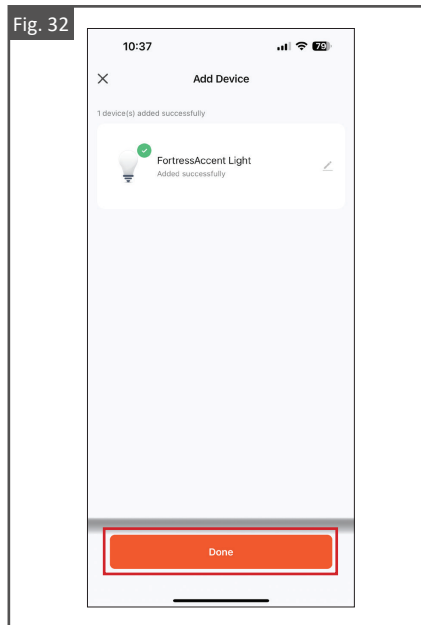 Fig. 32
10:37
79
Add Device
1 device(s) added successfully
FortressAccent Light
Added successfully
Done